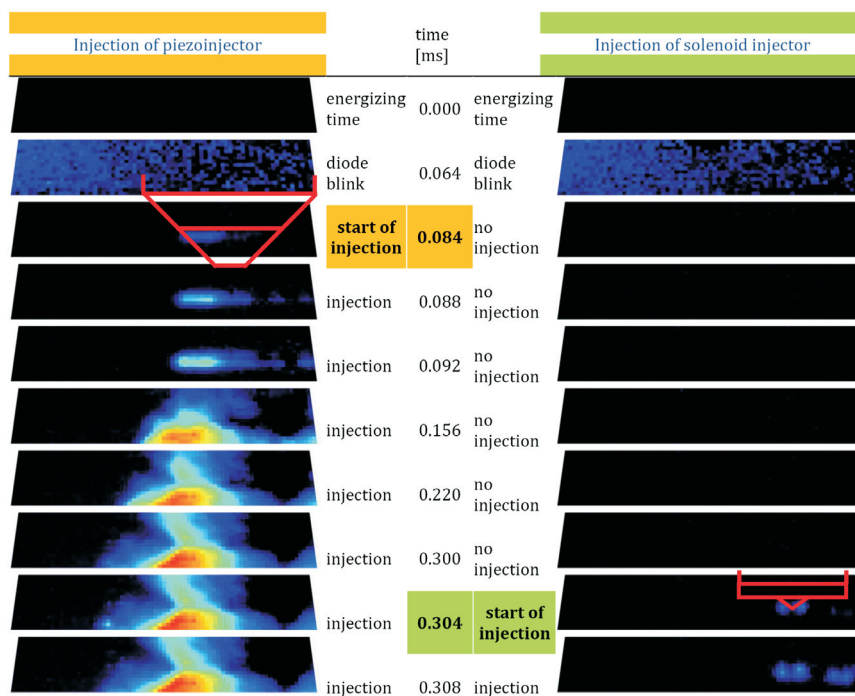 Injection of piezoinjector
time
[ms]
Injection of solenoid injector
energizing
time
0.000
energizing
time
diode
blink
0.064
diode
blink
start of
injection
0.084
no
injection
injection
0.088
no
injection
injection
0.092
no
injection
injection
0.156
no
injection
injection
0.220
no
injection
injection
0.300
no
injection
injection
0.304
start of
injection
injection
0.308
injection